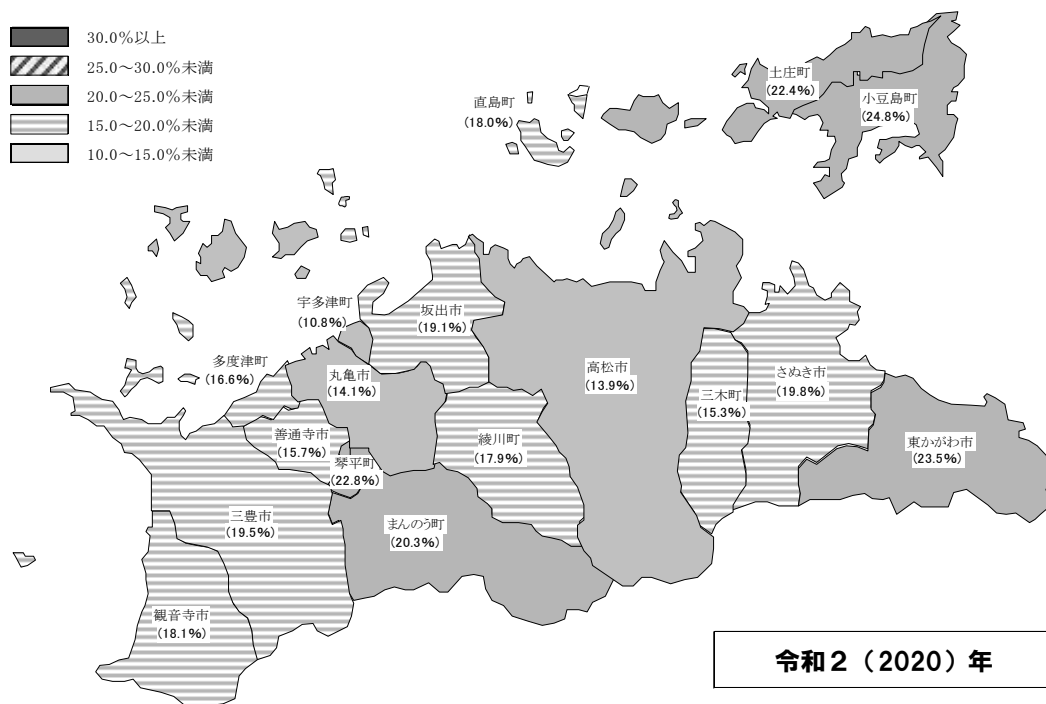 30.0%以上
25.0～30.0%未満
20.0～25.0%未満
15.0～20.0%未満
10.0～15.0%未満
土庄町
(22.4%)
小豆島町
(24.8%)
直島町
(18.0%)
宇多津町
(10.8%)
坂出市
(19.1%)
多度津町
(16.6%)
丸亀市
(14.1%)
高松市
(13.9%)
三木町
(15.3%)
さぬき市
(19.8%)
善通寺市
(15.7%)
綾川町
(17.9%)
琴平町
(22.8%)
東かがわ市
(23.5%)
三豊市
(19.5%)
まんのう町
(20.3%)
観音寺市
(18.1%)
令和２（2020）年